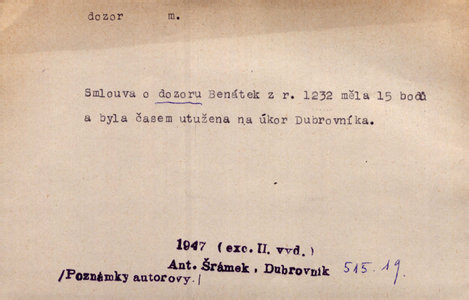 dozor m.
Smlouva o dozoru Benátek z r. 1232 měla 15 bodů
a byla časem utužena na úkor Dubrovníka.
1947 (exc. II. vyd.)
Ant. Šrámek, Dubrovnik 515.19.
/Poznámky autorovy./